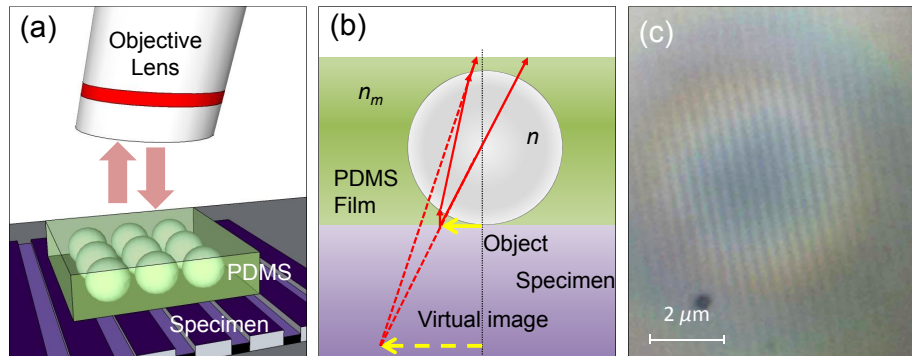 (a)
Objective
Lens
PDMS
Specimen
(b)
n_m
n
PDMS
Film
Object
Specimen
Virtual image
(c)
2 μm